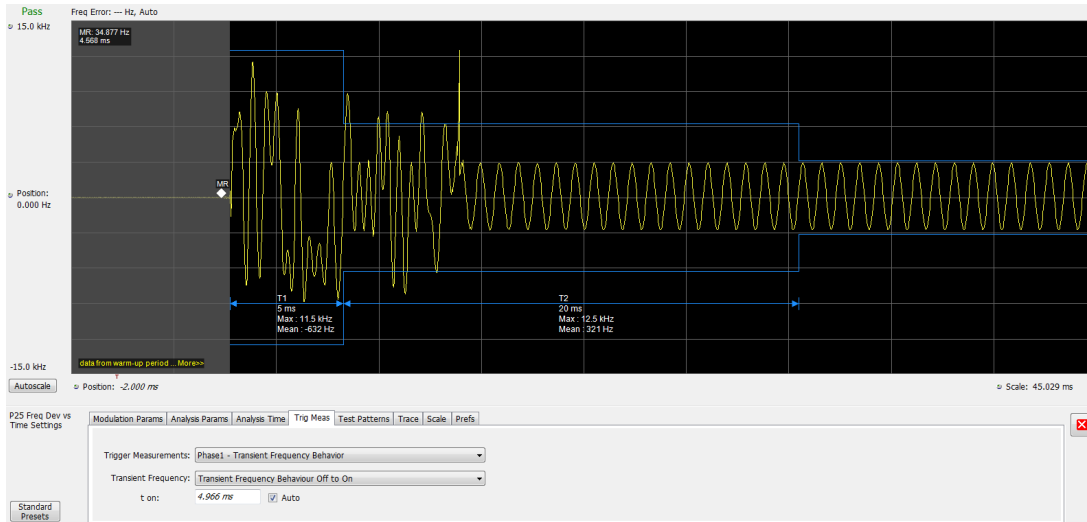 Pass
Freq Error: --- Hz, Auto
15.0 kHz
MR: 34.877 Hz
4.568 ms
MR
Position:
0.000 Hz
T1
5 ms
Max : 11.5 kHz
Mean : -632 Hz
T2
20 ms
Max : 12.5 kHz
Mean : 321 Hz
-15.0 kHz
data from warm-up period ... More>>
T
Autoscale
Position: -2.000 ms
Scale: 45.029 ms
P25 Freq Dev vs
Time Settings
Modulation Params Analysis Params Analysis Time Trig Meas Test Patterns Trace Scale Prefs
Trigger Measurements: Phase1 - Transient Frequency Behavior
Transient Frequency: Transient Frequency Behaviour Off to On
t on: 4.966 ms Auto
Standard
Presets